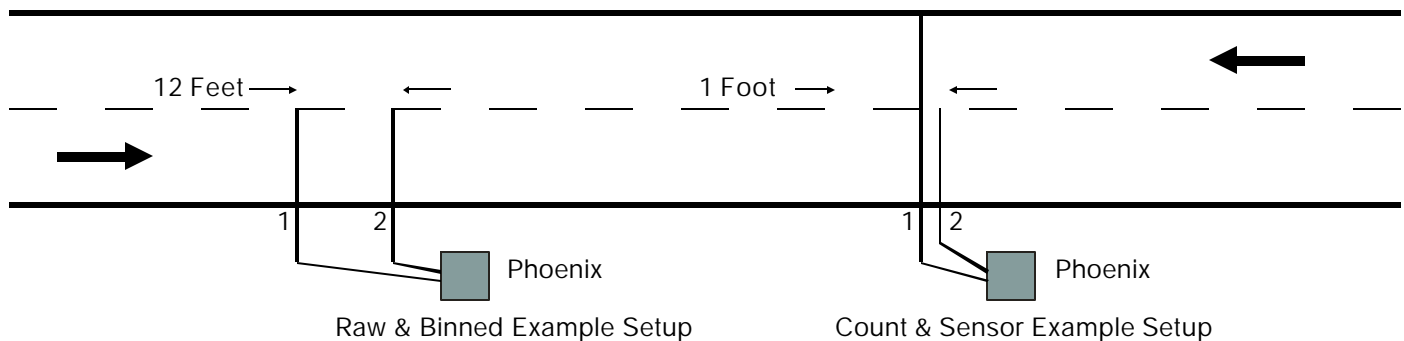 12 Feet
1 Foot
1
2
1
2
Phoenix
Phoenix
Raw & Binned Example Setup
Count & Sensor Example Setup